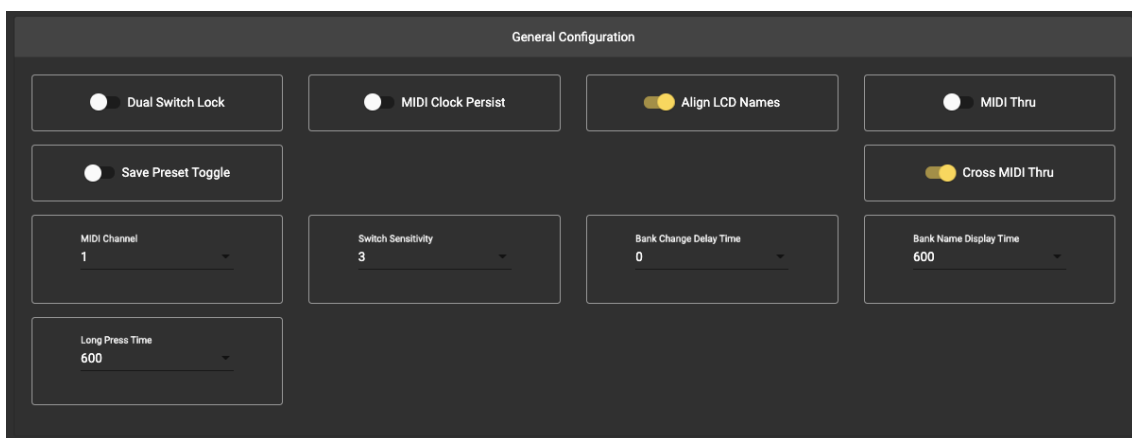 General Configuration
Dual Switch Lock
MIDI Clock Persist
Align LCD Names
MIDI Thru
Save Preset Toggle
Cross MIDI Thru
MIDI Channel
1
Switch Sensitivity
3
Bank Change Delay Time
0
Bank Name Display Time
600
Long Press Time
600